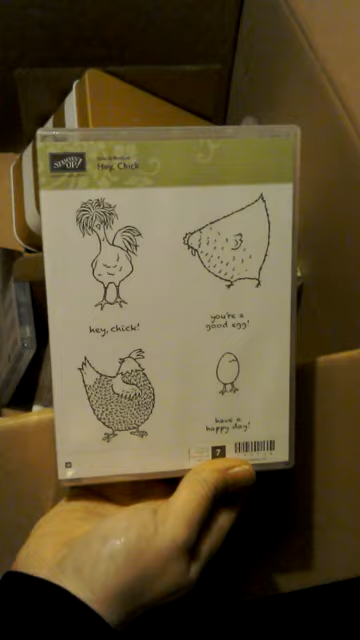 STAMPIN' UP!
Hey, Chick
hey, chick!
you're a
good egg!
have a
happy day!
7